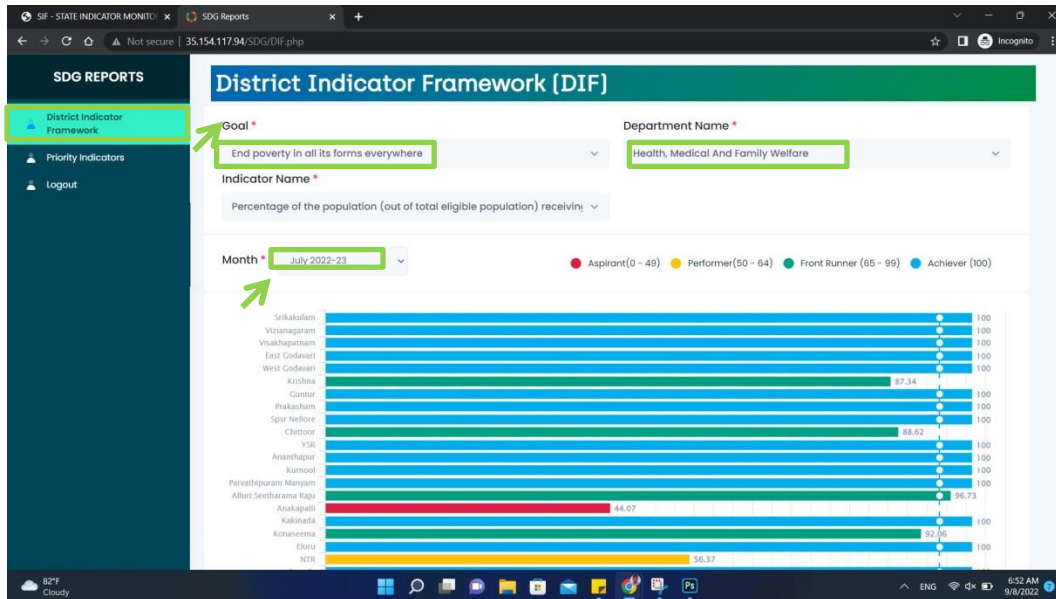 SIF - STATE INDICATOR MONITO
SDG Reports
Not secure | 35.154.117.94/SDG/DIF.php
Incognito
SDG REPORTS
District Indicator
Framework
Priority Indicators
Logout
District Indicator Framework (DIF)
Goal *
Department Name *
End poverty in all its forms everywhere
Health, Medical And Family Welfare
Indicator Name *
Percentage of the population (out of total eligible population) receiving
Month *
July 2022-23
Aspirant(0 - 49) Performer(50 - 64) Front Runner (65 - 99) Achiever (100)
Srikakulam 100
Vizianagaram 100
Visakhapatnam 100
East Godavari 100
West Godavari 100
Krishna 87.34
Guntur 100
Prakasham 100
Spsr Nellore 100
Chittoor 88.62
YSR 100
Ananthapur 100
Kurnool 100
Parvathipuram Manyam 100
Alluri Seetharama Raju 96.73
Anakapalli 44.07
Kakinada 100
Konaseema 92.06
Eluru 100
NTR 56.37
82°F
Cloudy
Ps
ENG
6:52 AM
9/8/2022